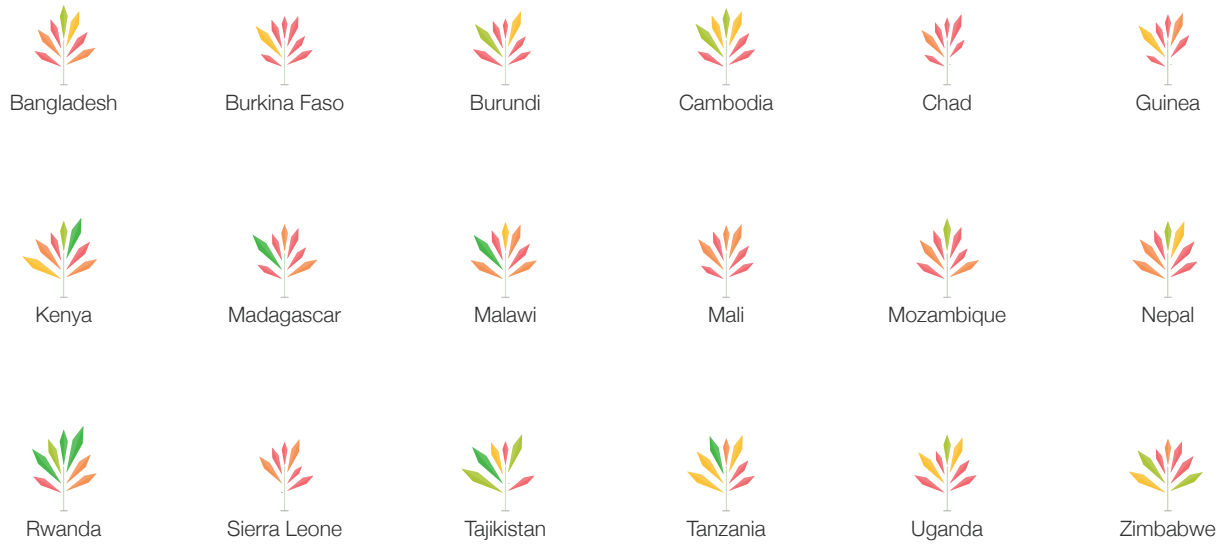 Bangladesh Burkina Faso Burundi Cambodia Chad Guinea
Kenya Madagascar Malawi Mali Mozambique Nepal
Rwanda Sierra Leone Tajikistan Tanzania Uganda Zimbabwe